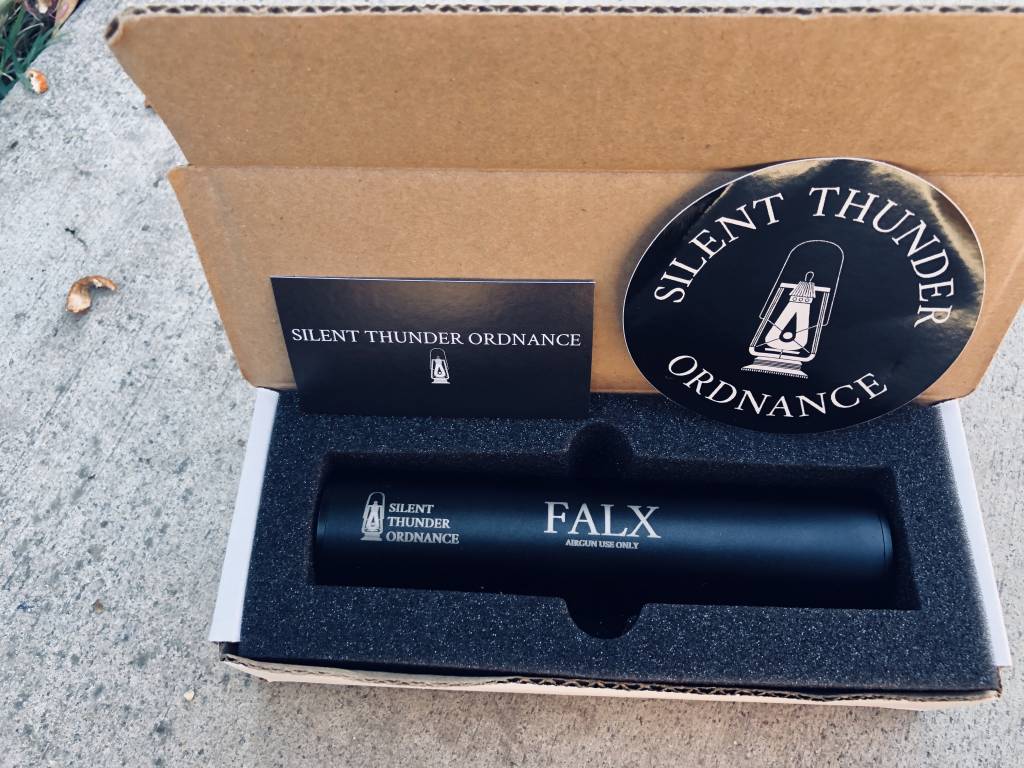 SILENT THUNDER
ORDNANCE
SILENT THUNDER ORDNANCE
SILENT
THUNDER
ORDNANCE
FALX
AIRGUN USE ONLY